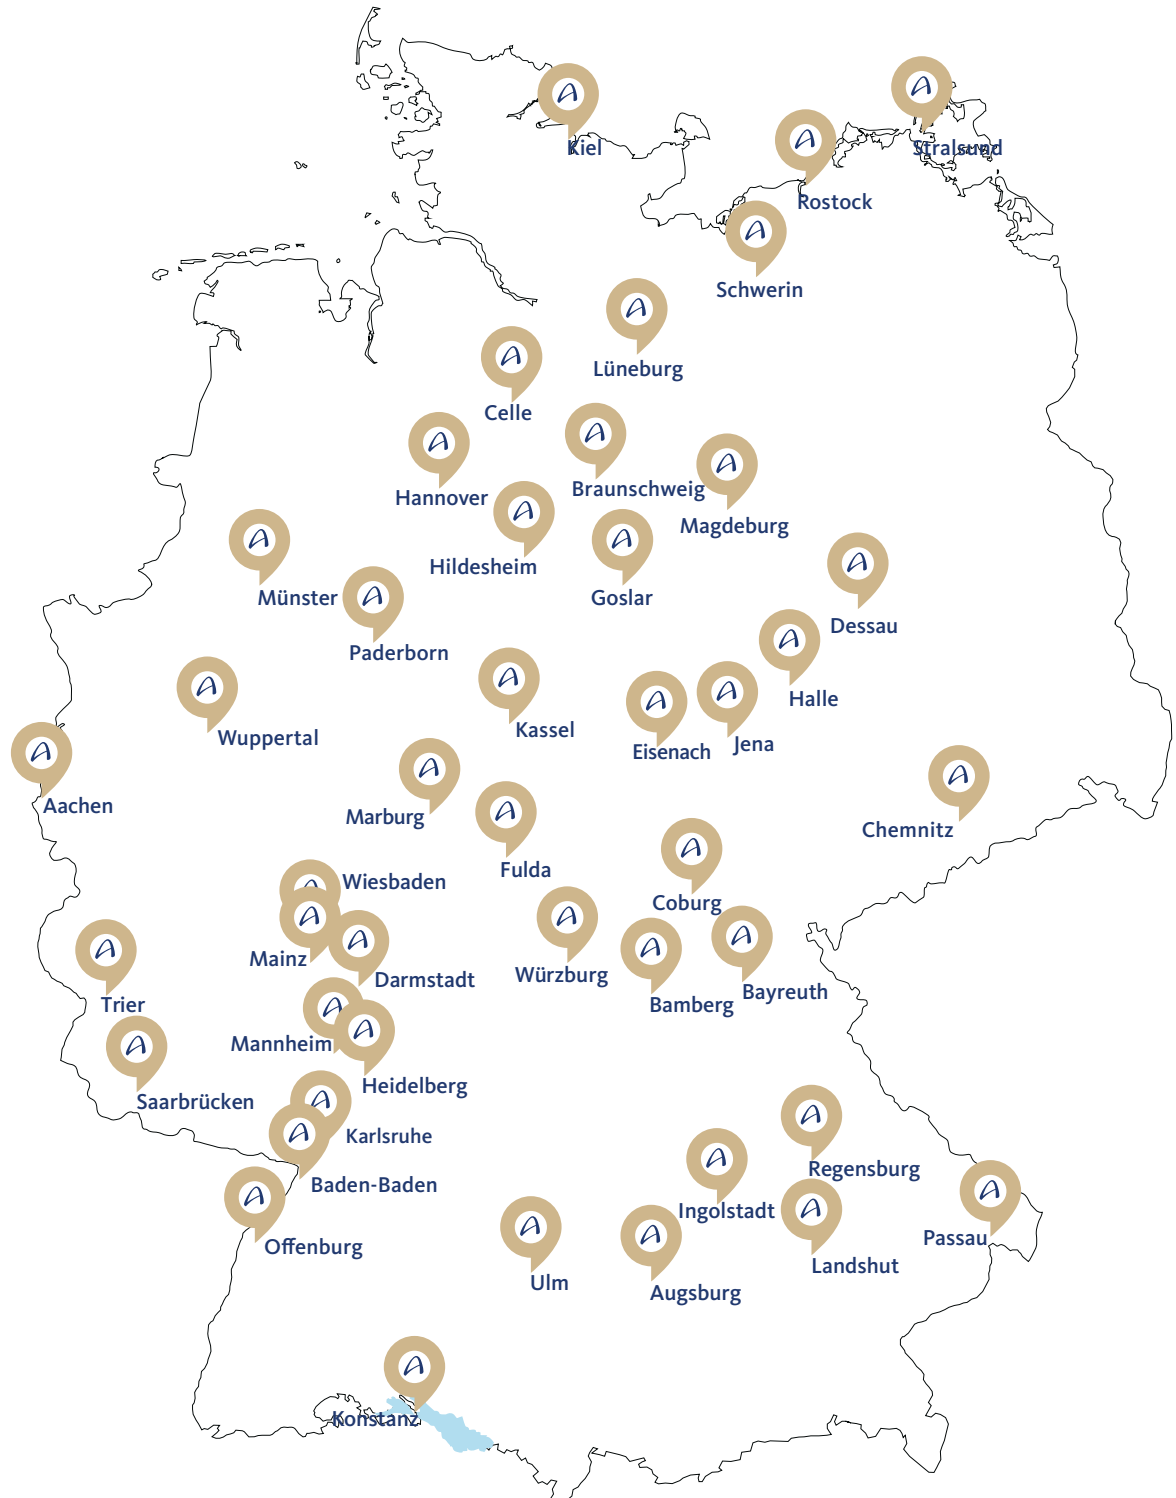 Kiel
Stralsund
Rostock
Schwerin
Lüneburg
Celle
Braunschweig
Hannover
Magdeburg
Hildesheim
Münster
Goslar
Dessau
Paderborn
Halle
Kassel
Wuppertal
Jena
Eisenach
Aachen
Marburg
Chemnitz
Fulda
Wiesbaden
Coburg
Mainz
Würzburg
Darmstadt
Bayreuth
Trier
Bamberg
Mannheim
Heidelberg
Saarbrücken
Karlsruhe
Regensburg
Baden-Baden
Ingolstadt
Passau
Offenburg
Landshut
Ulm
Augsburg
Konstanz